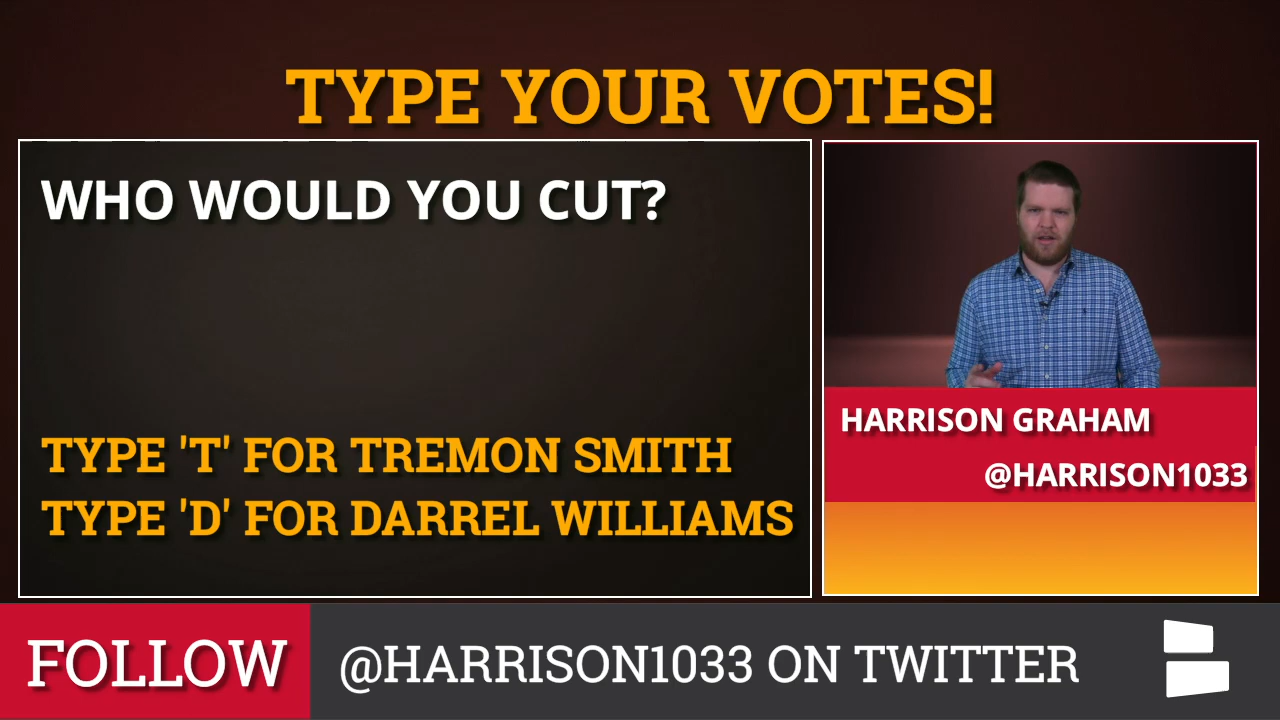 TYPE YOUR VOTES!
WHO WOULD YOU CUT?
TYPE 'T' FOR TREMON SMITH
TYPE 'D' FOR DARREL WILLIAMS
HARRISON GRAHAM
@HARRISON1033
FOLLOW
@HARRISON1033 ON TWITTER